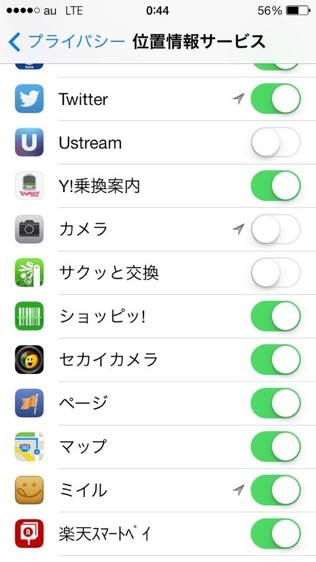 au LTE 0:44 56%
プライバシー 位置情報サービス
Twitter
Ustream
Y!乗換案内
カメラ
サクッと交換
ショッピッ!
セカイカメラ
ページ
マップ
ミイル
楽天ｽﾏｰﾄﾍﾟｲ